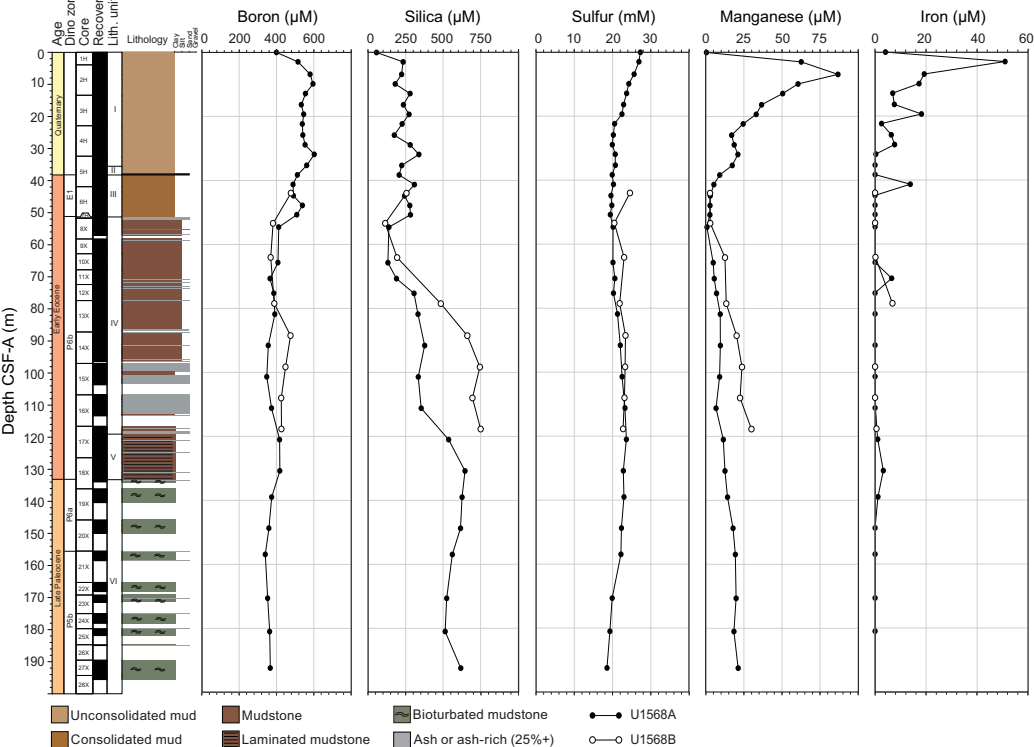 Age
Dino zon
Core
Recover
Lith. uni
Lithology
Clay
Silt
Sand
Gravel
Boron (µM)
Silica (µM)
Sulfur (mM)
Manganese (µM)
Iron (µM)
200 400 600
0 250 500 750
0 10 20 30 40
0 25 50 75
0 20 40 60
Depth CSF-A (m)
0
10
20
30
40
50
60
70
80
90
100
110
120
130
140
150
160
170
180
190
Quaternary
Early Eocene
Late Paleocene
E1
P6b
P6a
P5b
1H
2H
3H
4H
5H
6H
8X
9X
10X
11X
12X
13X
14X
15X
16X
17X
18X
19X
20X
21X
22X
23X
24X
25X
26X
27X
28X
I
II
III
IV
V
VI
Unconsolidated mud
Mudstone
Bioturbated mudstone
U1568A
Consolidated mud
Laminated mudstone
Ash or ash-rich (25%+)
U1568B